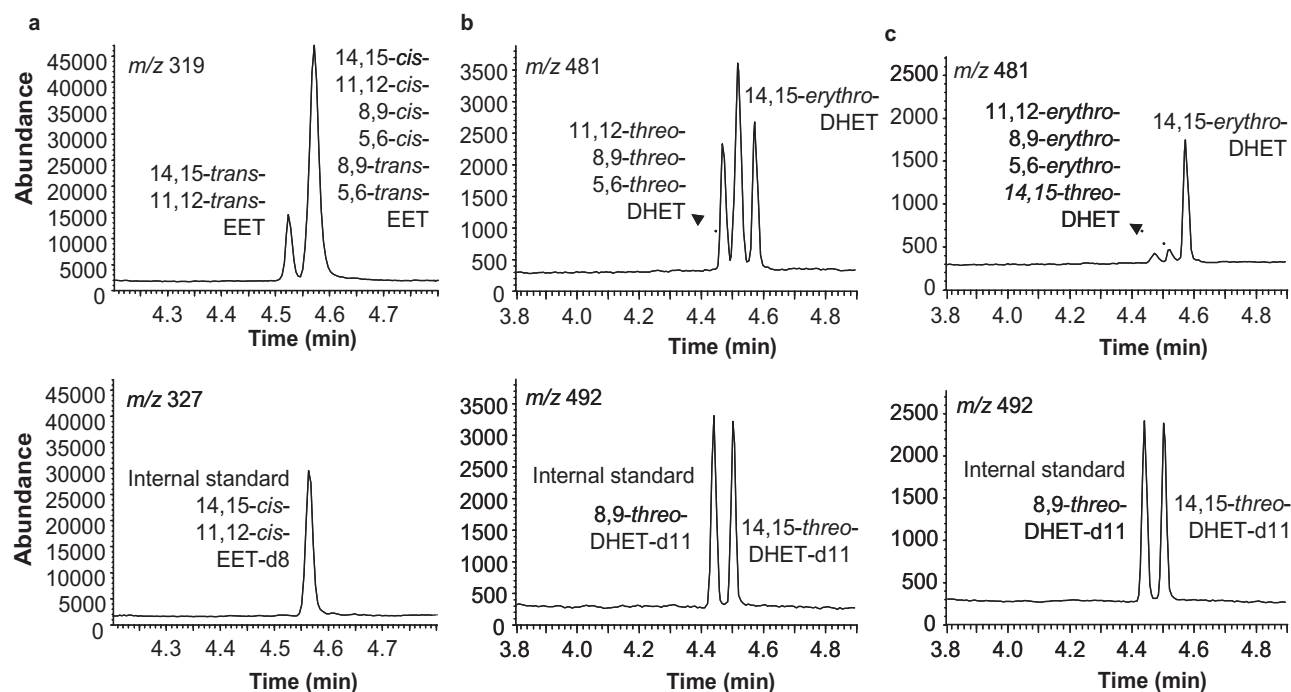 a
m/z 319
14,15-trans-
11,12-trans-
EET
14,15-cis-
11,12-cis-
8,9-cis-
5,6-cis-
8,9-trans-
5,6-trans-
EET
Abundance
45000
40000
35000
30000
25000
20000
15000
10000
5000
0
4.3 4.4 4.5 4.6 4.7
Time (min)
b
m/z 481
11,12-threo-
8,9-threo-
5,6-threo-
DHET
14,15-erythro-
DHET
3500
3000
2500
2000
1500
1000
500
0
3.8 4.0 4.2 4.4 4.6 4.8
Time (min)
c
m/z 481
11,12-erythro-
8,9-erythro-
5,6-erythro-
14,15-threo-
DHET
14,15-erythro-
DHET
2500
2000
1500
1000
500
0
3.8 4.0 4.2 4.4 4.6 4.8
Time (min)
m/z 327
Internal standard
14,15-cis-
11,12-cis-
EET-d8
Abundance
45000
40000
35000
30000
25000
20000
15000
10000
5000
0
4.3 4.4 4.5 4.6 4.7
Time (min)
m/z 492
Internal standard
8,9-threo-
DHET-d11
14,15-threo-
DHET-d11
3500
3000
2500
2000
1500
1000
500
0
3.8 4.0 4.2 4.4 4.6 4.8
Time (min)
m/z 492
Internal standard
8,9-threo-
DHET-d11
14,15-threo-
DHET-d11
2500
2000
1500
1000
500
0
3.8 4.0 4.2 4.4 4.6 4.8
Time (min)